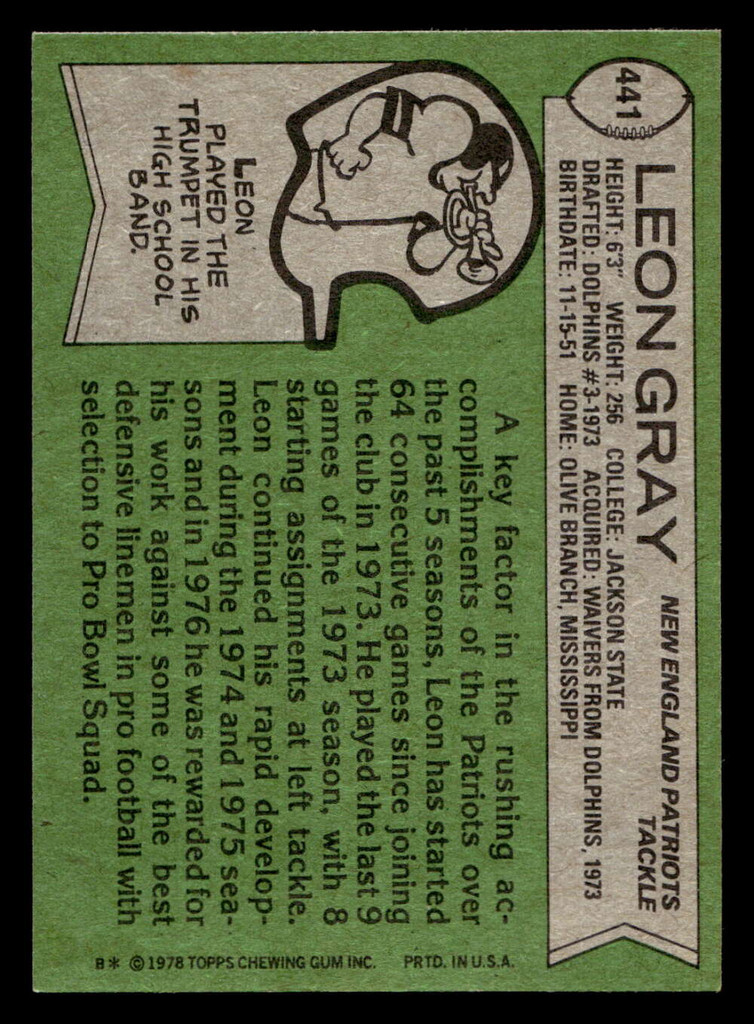 441
LEON GRAY
NEW ENGLAND PATRIOTS
TACKLE
HEIGHT: 6'3" WEIGHT: 256 COLLEGE: JACKSON STATE
DRAFTED: DOLPHINS #3-1973 ACQUIRED: WAIVERS FROM DOLPHINS, 1973
BIRTHDATE: 11-15-51 HOME: OLIVE BRANCH, MISSISSIPPI
LEON
PLAYED THE
TRUMPET IN HIS
HIGH SCHOOL
BAND.
A key factor in the rushing ac-
complishments of the Patriots over
the past 5 seasons, Leon has started
64 consecutive games since joining
the club in 1973. He played the last 9
games of the 1973 season, with 8
starting assignments at left tackle.
Leon continued his rapid develop-
ment during the 1974 and 1975 sea-
sons and in 1976 he was rewarded for
his work against some of the best
defensive linemen in pro football with
selection to Pro Bowl Squad.
B* © 1978 TOPPS CHEWING GUM INC. PRTD. IN U.S.A.